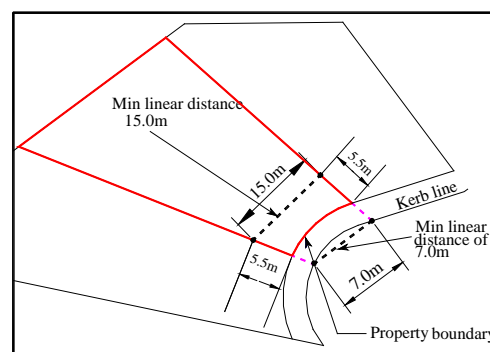 Min linear distance
15.0m
15.0m
5.5m
Kerb line
Min linear
distance of
7.0m
5.5m
7.0m
Property boundary